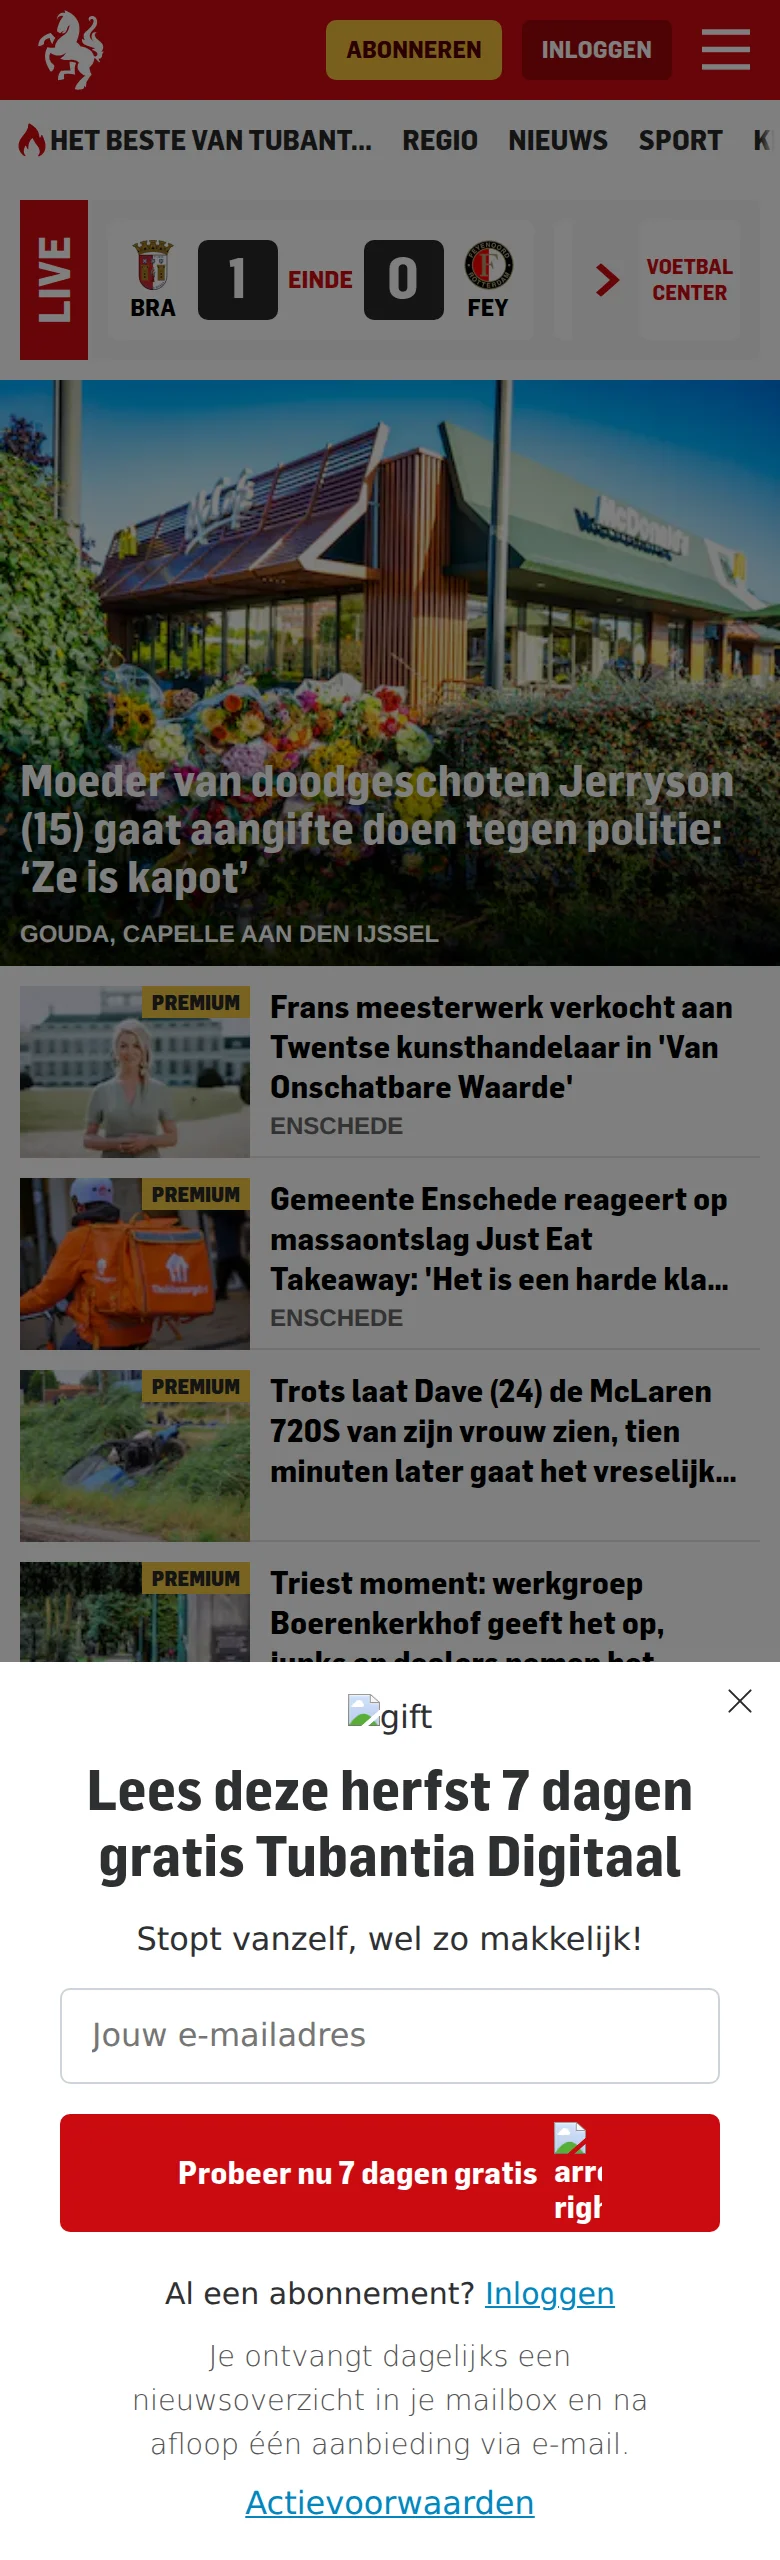 ABONNEREN
INLOGGEN
HET BESTE VAN TUBANT...
REGIO
NIEUWS
SPORT
LIVE
BRA
1
EINDE
0
FEY
VOETBAL
CENTER
McDonald's
Moeder van doodgeschoten Jerryson
(15) gaat aangifte doen tegen politie:
‘Ze is kapot’
GOUDA, CAPELLE AAN DEN IJSSEL
PREMIUM
Frans meesterwerk verkocht aan
Twentse kunsthandelaar in 'Van
Onschatbare Waarde'
ENSCHEDE
PREMIUM
Gemeente Enschede reageert op
massaontslag Just Eat
Takeaway: 'Het is een harde kla...
ENSCHEDE
PREMIUM
Trots laat Dave (24) de McLaren
720S van zijn vrouw zien, tien
minuten later gaat het vreselijk...
PREMIUM
Triest moment: werkgroep
Boerenkerkhof geeft het op,
gift
Lees deze herfst 7 dagen
gratis Tubantia Digitaal
Stopt vanzelf, wel zo makkelijk!
Jouw e-mailadres
Probeer nu 7 dagen gratis
Al een abonnement? Inloggen
Je ontvangt dagelijks een
nieuwsoverzicht in je mailbox en na
afloop één aanbieding via e-mail.
Actievoorwaarden